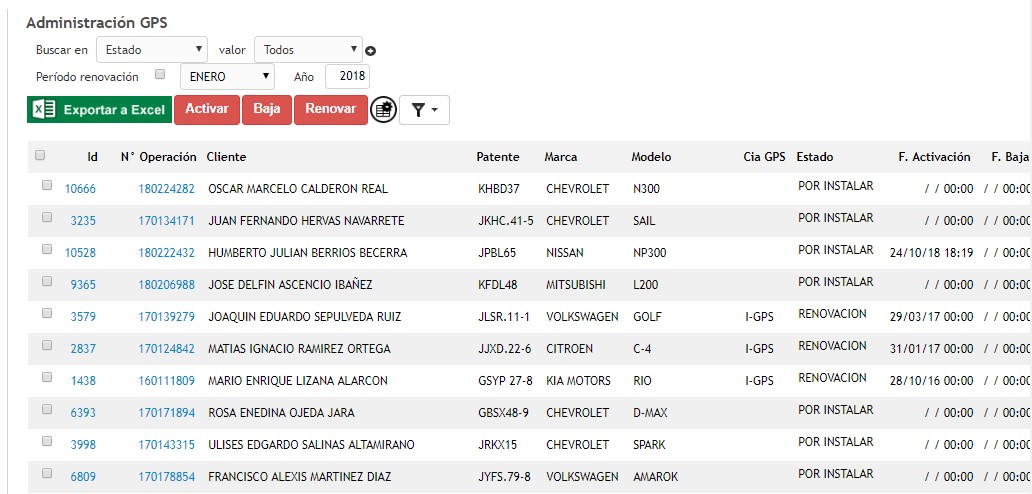 Administración GPS
Buscar en Estado valor Todos
Período renovación ENERO Año 2018
Exportar a Excel Activar Baja Renovar
Id N° Operación Cliente Patente Marca Modelo Cia GPS Estado F. Activación F. Baja
10666 180224282 OSCAR MARCELO CALDERON REAL KHBD37 CHEVROLET N300 POR INSTALAR / / 00:00 / / 00:00
3235 170134171 JUAN FERNANDO HERVAS NAVARRETE JKHC.41-5 CHEVROLET SAIL POR INSTALAR / / 00:00 / / 00:00
10528 180222432 HUMBERTO JULIAN BERRIOS BECERRA JPBL65 NISSAN NP300 POR INSTALAR 24/10/18 18:19 / / 00:00
9365 180206988 JOSE DELFIN ASCENCIO IBAÑEZ KFDL48 MITSUBISHI L200 POR INSTALAR / / 00:00 / / 00:00
3579 170139279 JOAQUIN EDUARDO SEPULVEDA RUIZ JLSR.11-1 VOLKSWAGEN GOLF I-GPS RENOVACION 29/03/17 00:00 / / 00:00
2837 170124842 MATIAS IGNACIO RAMIREZ ORTEGA JJXD.22-6 CITROEN C-4 I-GPS RENOVACION 31/01/17 00:00 / / 00:00
1438 160111809 MARIO ENRIQUE LIZANA ALARCON GSYP 27-8 KIA MOTORS RIO I-GPS RENOVACION 28/10/16 00:00 / / 00:00
6393 170171894 ROSA ENEDINA OJEDA JARA GBSX48-9 CHEVROLET D-MAX POR INSTALAR / / 00:00 / / 00:00
3998 170143315 ULISES EDGARDO SALINAS ALTAMIRANO JRKX15 CHEVROLET SPARK POR INSTALAR / / 00:00 / / 00:00
6809 170178854 FRANCISCO ALEXIS MARTINEZ DIAZ JYFS.79-8 VOLKSWAGEN AMAROK POR INSTALAR / / 00:00 / / 00:00